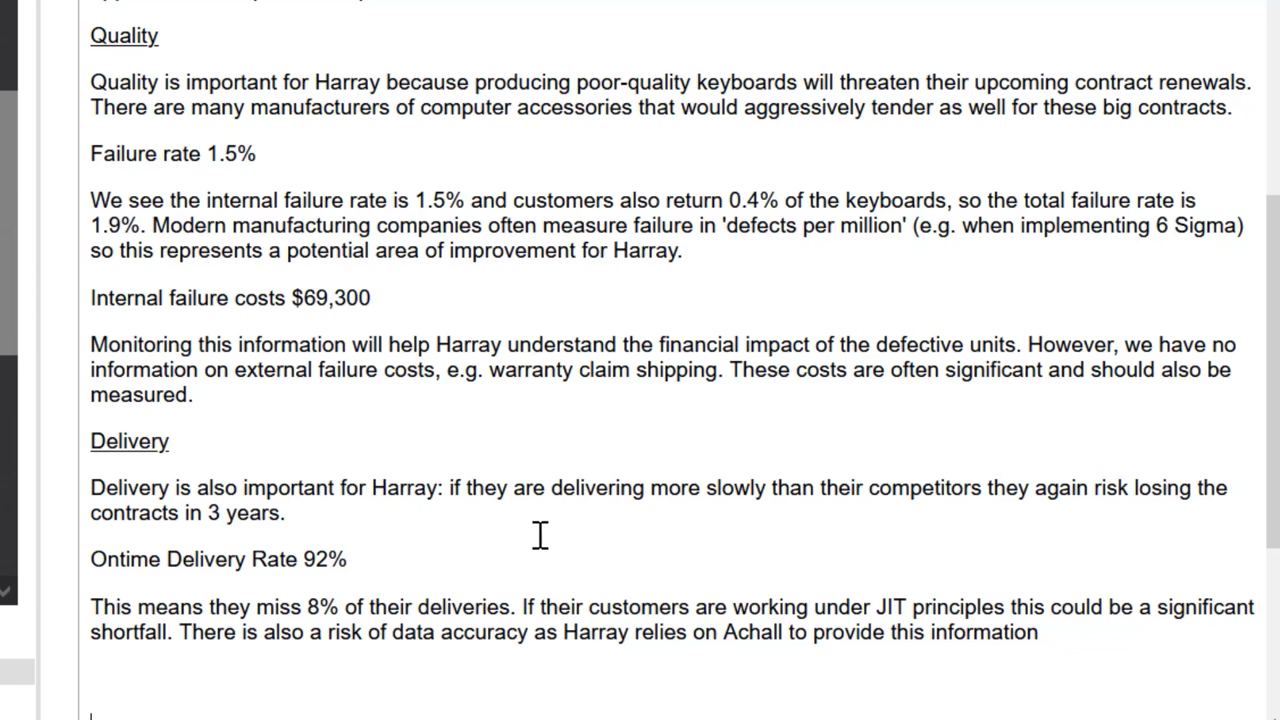 Quality
Quality is important for Harray because producing poor-quality keyboards will threaten their upcoming contract renewals.
There are many manufacturers of computer accessories that would aggressively tender as well for these big contracts.
Failure rate 1.5%
We see the internal failure rate is 1.5% and customers also return 0.4% of the keyboards, so the total failure rate is
1.9%. Modern manufacturing companies often measure failure in 'defects per million' (e.g. when implementing 6 Sigma)
so this represents a potential area of improvement for Harray.
Internal failure costs $69,300
Monitoring this information will help Harray understand the financial impact of the defective units. However, we have no
information on external failure costs, e.g. warranty claim shipping. These costs are often significant and should also be
measured.
Delivery
Delivery is also important for Harray: if they are delivering more slowly than their competitors they again risk losing the
contracts in 3 years.
Ontime Delivery Rate 92%
This means they miss 8% of their deliveries. If their customers are working under JIT principles this could be a significant
shortfall. There is also a risk of data accuracy as Harray relies on Achall to provide this information